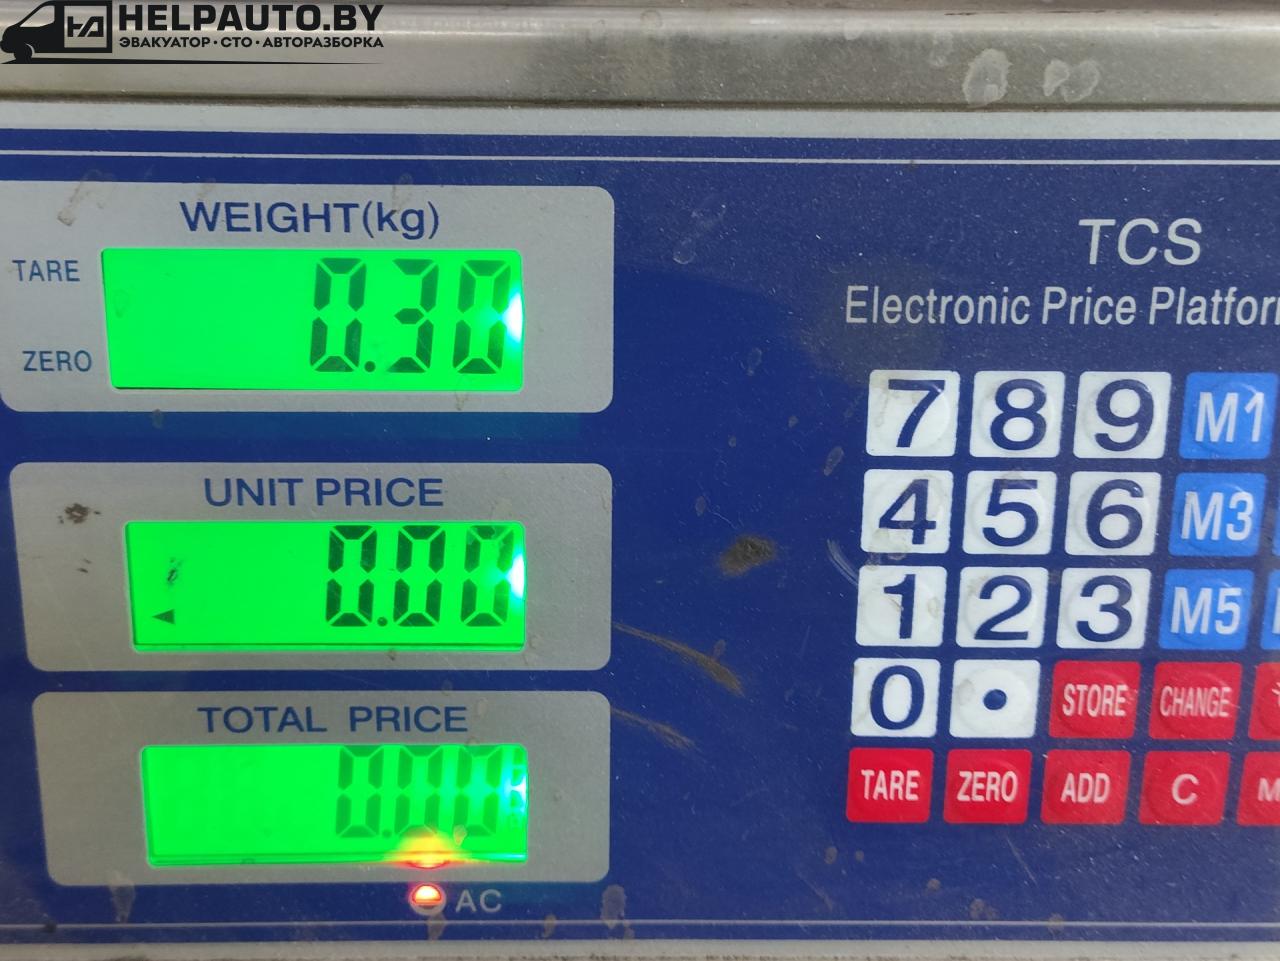 HELPAUTO.BY
ЭВАКУАТОР · СТО · АВТОРАЗБОРКА
WEIGHT(kg)
TARE
0.30
ZERO
TCS
Electronic Price Platfor
UNIT PRICE
0.00
TOTAL PRICE
0.00
AC
7 8 9 M1
4 5 6 M3
1 2 3 M5
0 • STORE CHANGE
TARE ZERO ADD C M